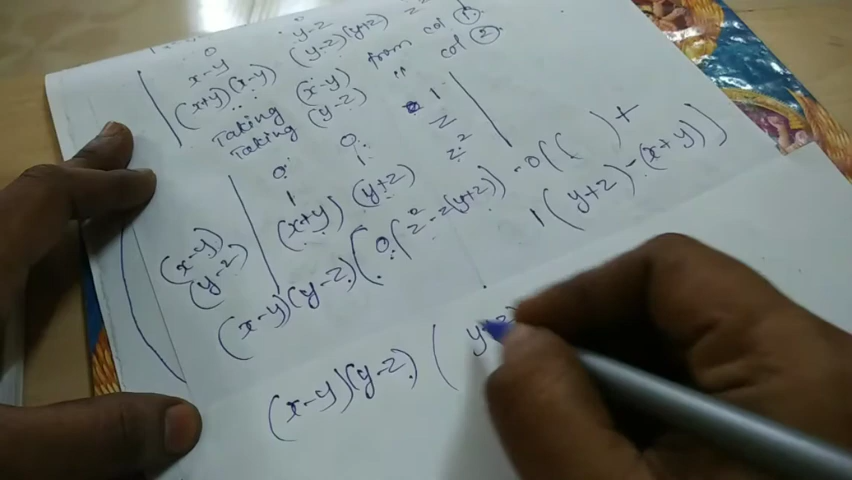 0 y-z
x-y (y-z)(y+z) z²
(x+y)(x-y)
Taking (x-y) from col ①.
Taking (y-z) " col ②
0 0 1
1 1 z
(x-y)(y-z) (x+y) (y+z) z²
(x-y)(y-z)(0(z²-z(y+z)) -0( ) +
1(y+z)-(x+y))
(x-y)(y-z) (y+z